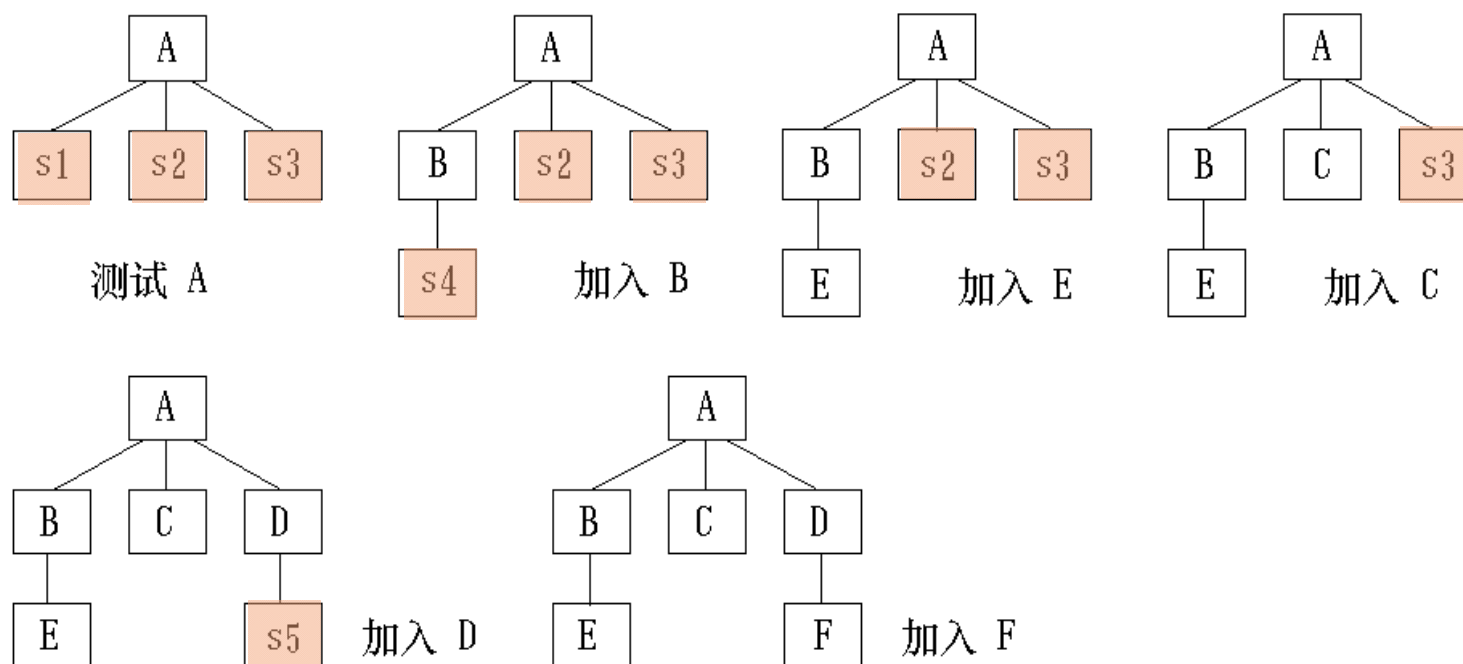 A A A A
s1 s2 s3 B s2 s3 B s2 s3 B C s3
测试 A s4 加入 B E 加入 E E 加入 C
A A
B C D B C D
E s5 加入 D E F 加入 F